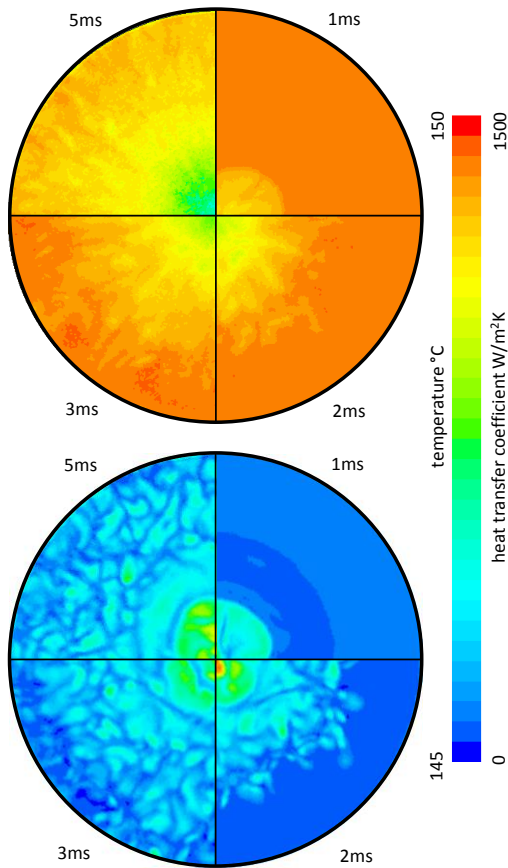 5ms
1ms
3ms
2ms
150
1500
temperature °C
heat transfer coefficient W/m²K
145
0
5ms
1ms
3ms
2ms